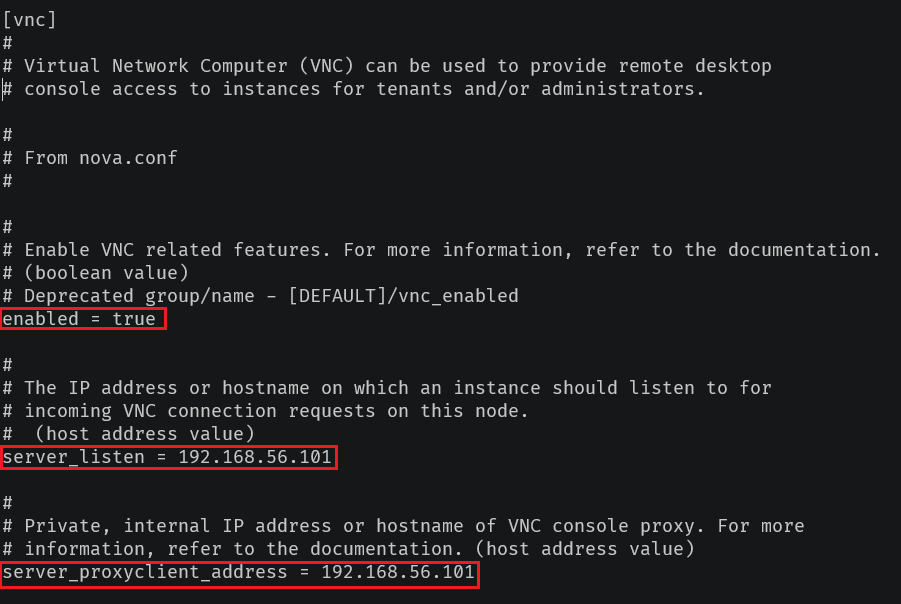 [vnc]
#
# Virtual Network Computer (VNC) can be used to provide remote desktop
# console access to instances for tenants and/or administrators.
#
# From nova.conf
#
#
# Enable VNC related features. For more information, refer to the documentation.
# (boolean value)
# Deprecated group/name - [DEFAULT]/vnc_enabled
enabled = true
#
# The IP address or hostname on which an instance should listen to for
# incoming VNC connection requests on this node.
#  (host address value)
server_listen = 192.168.56.101
#
# Private, internal IP address or hostname of VNC console proxy. For more
# information, refer to the documentation. (host address value)
server_proxyclient_address = 192.168.56.101